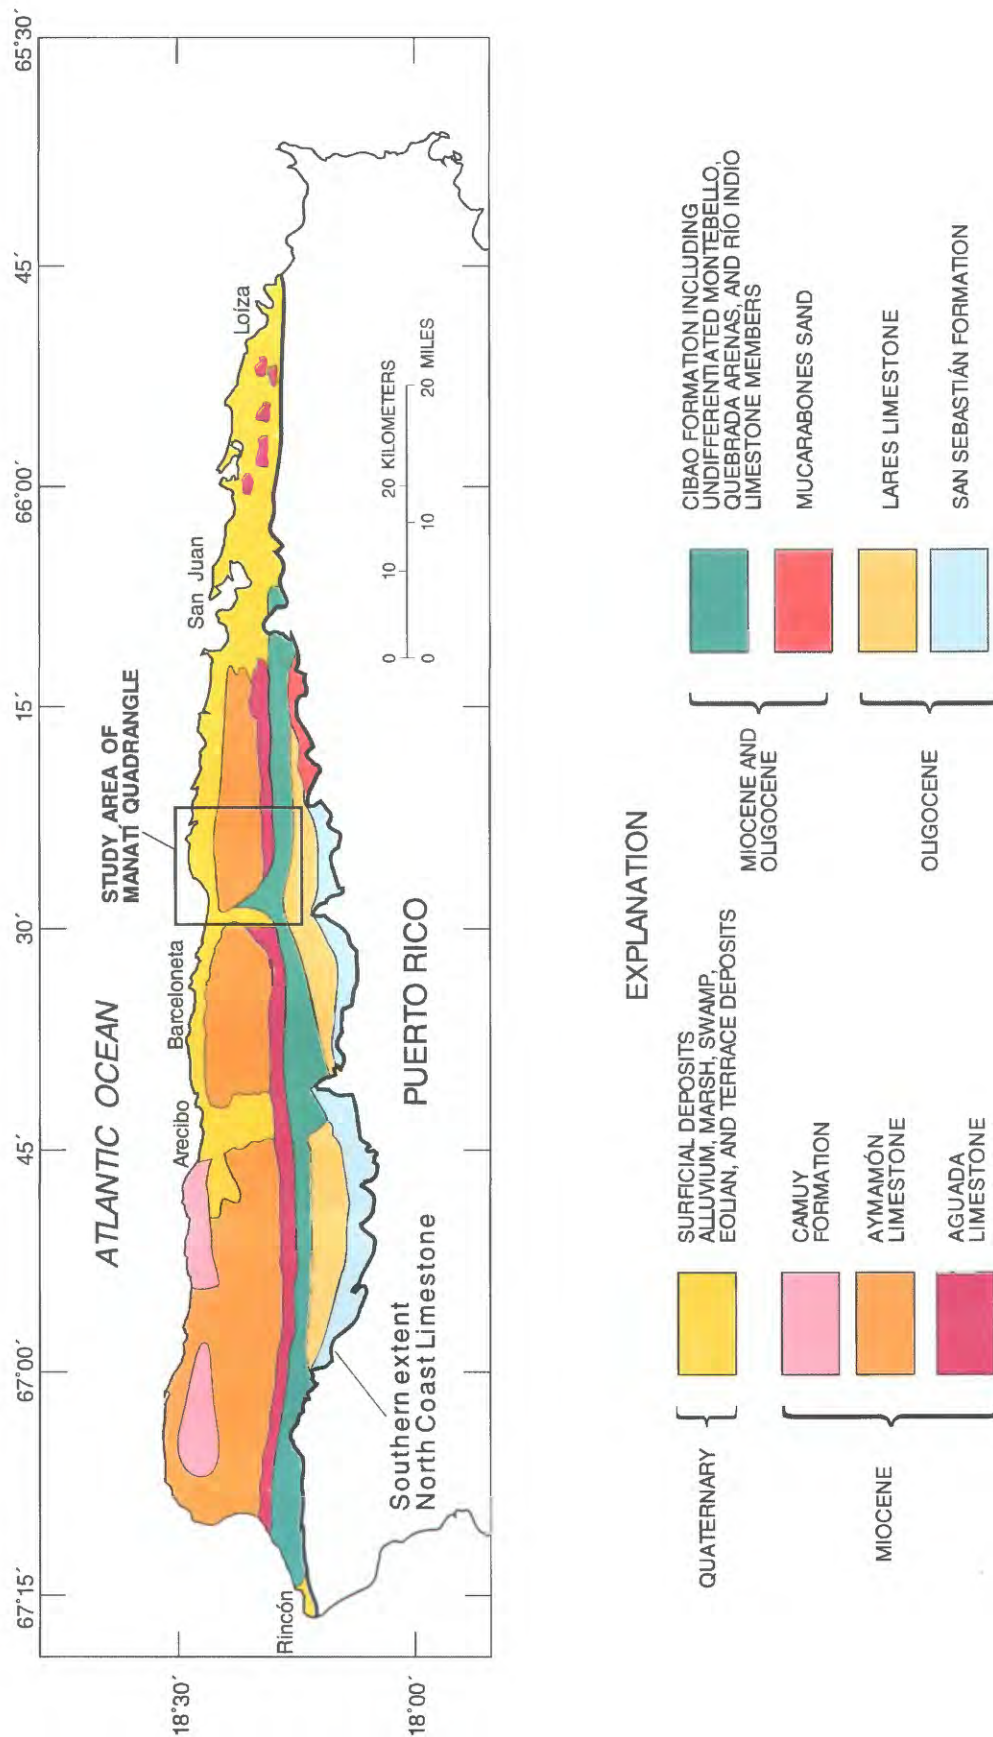 67°15´
67°00´
45´
30´
15´
66°00´
45´
65°30´
18°30´
18°00´
ATLANTIC OCEAN
STUDY AREA OF
MANATÍ QUADRANGLE
Rincón
Arecibo
Barceloneta
San Juan
Loíza
Southern extent
North Coast Limestone
PUERTO RICO
0 10 20 KILOMETERS
0 10 20 MILES
EXPLANATION
QUATERNARY
SURFICIAL DEPOSITS
ALLUVIUM, MARSH, SWAMP,
EOLIAN, AND TERRACE DEPOSITS
MIOCENE
CAMUY
FORMATION
AYMAMÓN
LIMESTONE
AGUADA
LIMESTONE
MIOCENE AND
OLIGOCENE
CIBAO FORMATION INCLUDING
UNDIFFERENTIATED MONTEBELLO,
QUEBRADA ARENAS, AND RÍO INDIO
LIMESTONE MEMBERS
MUCARABONES SAND
OLIGOCENE
LARES LIMESTONE
SAN SEBASTIÁN FORMATION